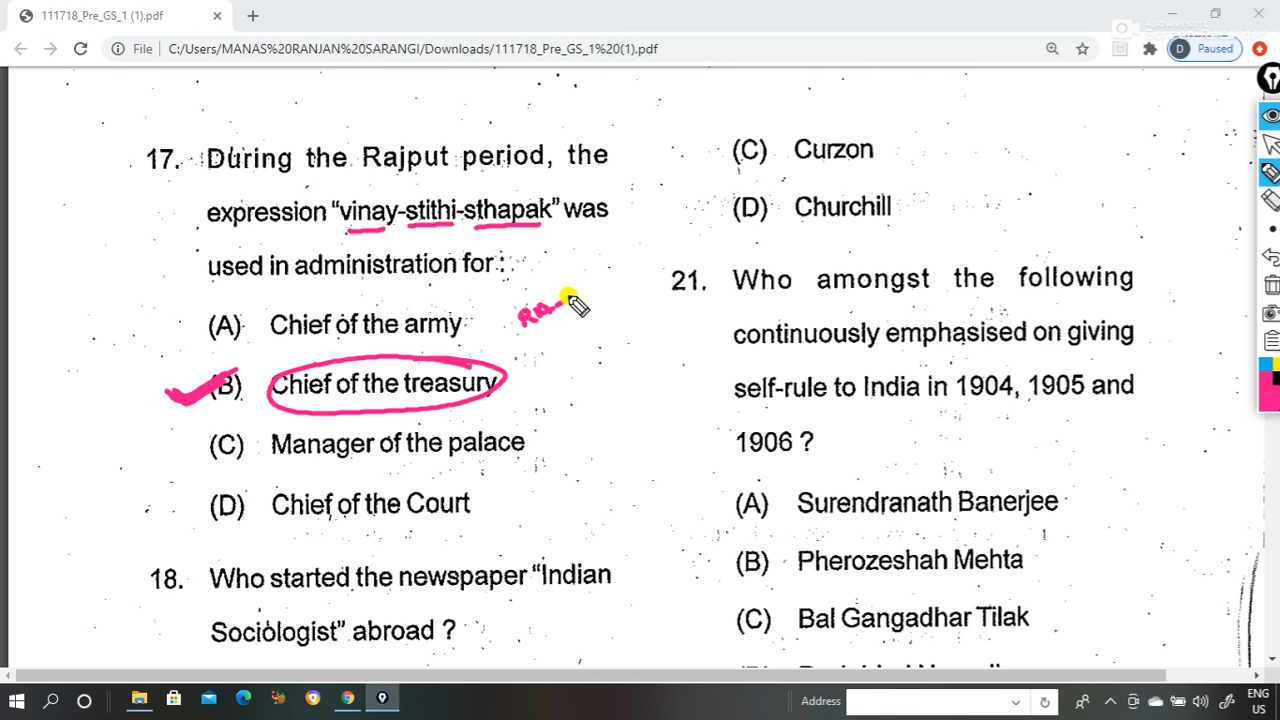 111718_Pre_GS_1 (1).pdf
Apowersoft
Screen Recorder
File
C:/Users/MANAS%20RANJAN%20SARANGI/Downloads/111718_Pre_GS_1%20(1).pdf
D Paused
17. During the Rajput period, the
expression “vinay-stithi-sthapak” was
used in administration for :
(A) Chief of the army
(B) Chief of the treasury
(C) Manager of the palace
(D) Chief of the Court
18. Who started the newspaper “Indian
Sociologist” abroad ?
(C) Curzon
(D) Churchill
21. Who amongst the following
continuously emphasised on giving
self-rule to India in 1904, 1905 and
1906 ?
(A) Surendranath Banerjee
(B) Pherozeshah Mehta
(C) Bal Gangadhar Tilak
Address
ENG
US